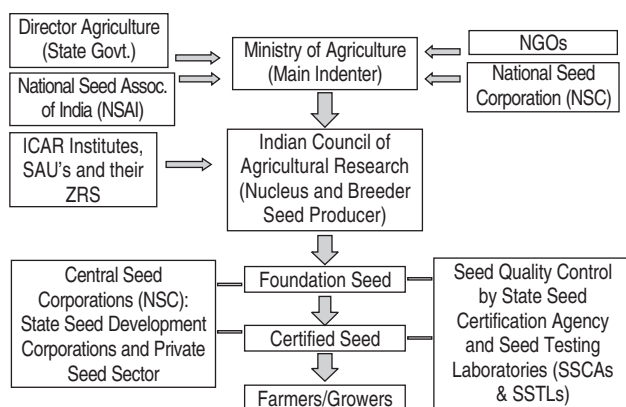 Director Agriculture
(State Govt.)
National Seed Assoc.
of India (NSAI)
Ministry of Agriculture
(Main Indenter)
NGOs
National Seed
Corporation (NSC)
ICAR Institutes,
SAU's and their
ZRS
Indian Council of
Agricultural Research
(Nucleus and Breeder
Seed Producer)
Central Seed
Corporations (NSC):
State Seed Development
Corporations and Private
Seed Sector
Foundation Seed
Certified Seed
Farmers/Growers
Seed Quality Control
by State Seed
Certification Agency
and Seed Testing
Laboratories (SSCAs
& SSTLs)